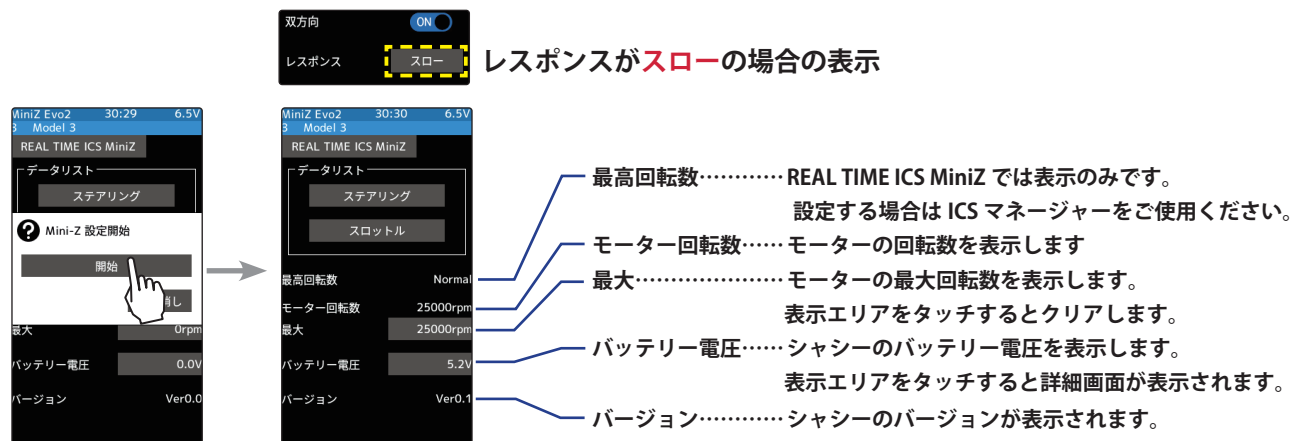 双方向 ON
レスポンス スロー
レスポンスがスローの場合の表示
MiniZ Evo2 30:29 6.5V
3 Model 3
REAL TIME ICS MiniZ
データリスト
ステアリング
Mini-Z 設定開始
開始
消し
最大 0rpm
バッテリー電圧 0.0V
バージョン Ver0.0
MiniZ Evo2 30:30 6.5V
3 Model 3
REAL TIME ICS MiniZ
データリスト
ステアリング
スロットル
最高回転数 Normal
モーター回転数 25000rpm
最大 25000rpm
バッテリー電圧 5.2V
バージョン Ver0.1
最高回転数…………REAL TIME ICS MiniZ では表示のみです。
設定する場合は ICS マネージャーをご使用ください。
モーター回転数……モーターの回転数を表示します
最大…………………モーターの最大回転数を表示します。
表示エリアをタッチするとクリアします。
バッテリー電圧……シャシーのバッテリー電圧を表示します。
表示エリアをタッチすると詳細画面が表示されます。
バージョン…………シャシーのバージョンが表示されます。